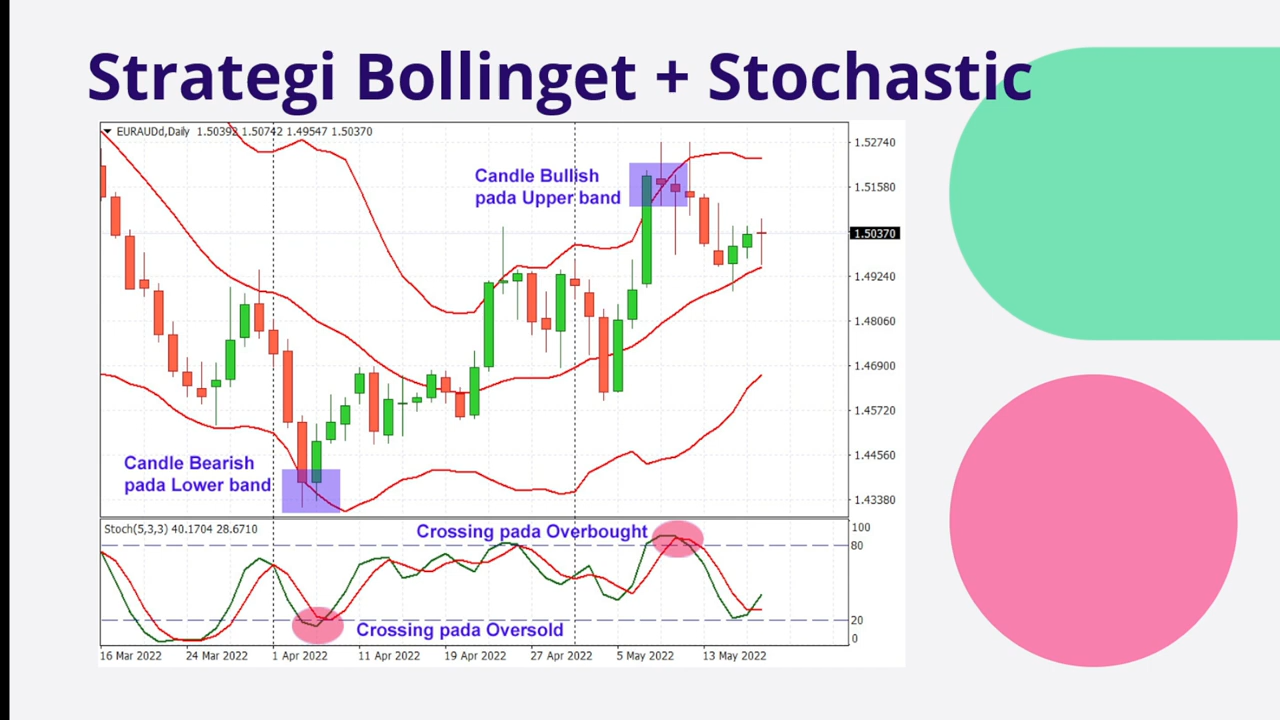 Strategi Bollinget + Stochastic
EURAUDd,Daily 1.50392 1.50742 1.49547 1.50370
1.52740
Candle Bullish
pada Upper band
1.51580
1.50370
1.49240
1.48060
1.46900
1.45720
Candle Bearish
pada Lower band
1.44560
1.43380
Stoch(5,3,3) 40.1704 28.6710
Crossing pada Overbought
100
80
20
Crossing pada Oversold
0
16 Mar 2022 24 Mar 2022 1 Apr 2022 11 Apr 2022 19 Apr 2022 27 Apr 2022 5 May 2022 13 May 2022